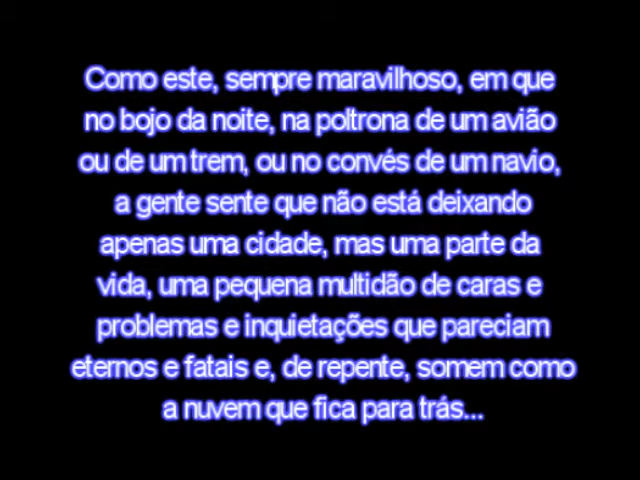 Como este, sempre maravilhoso, em que
no bojo da noite, na poltrona de um avião
ou de um trem, ou no convés de um navio,
a gente sente que não está deixando
apenas uma cidade, mas uma parte da
vida, uma pequena multidão de caras e
problemas e inquietações que pareciam
eternos e fatais e, de repente, somem como
a nuvem que fica para trás...